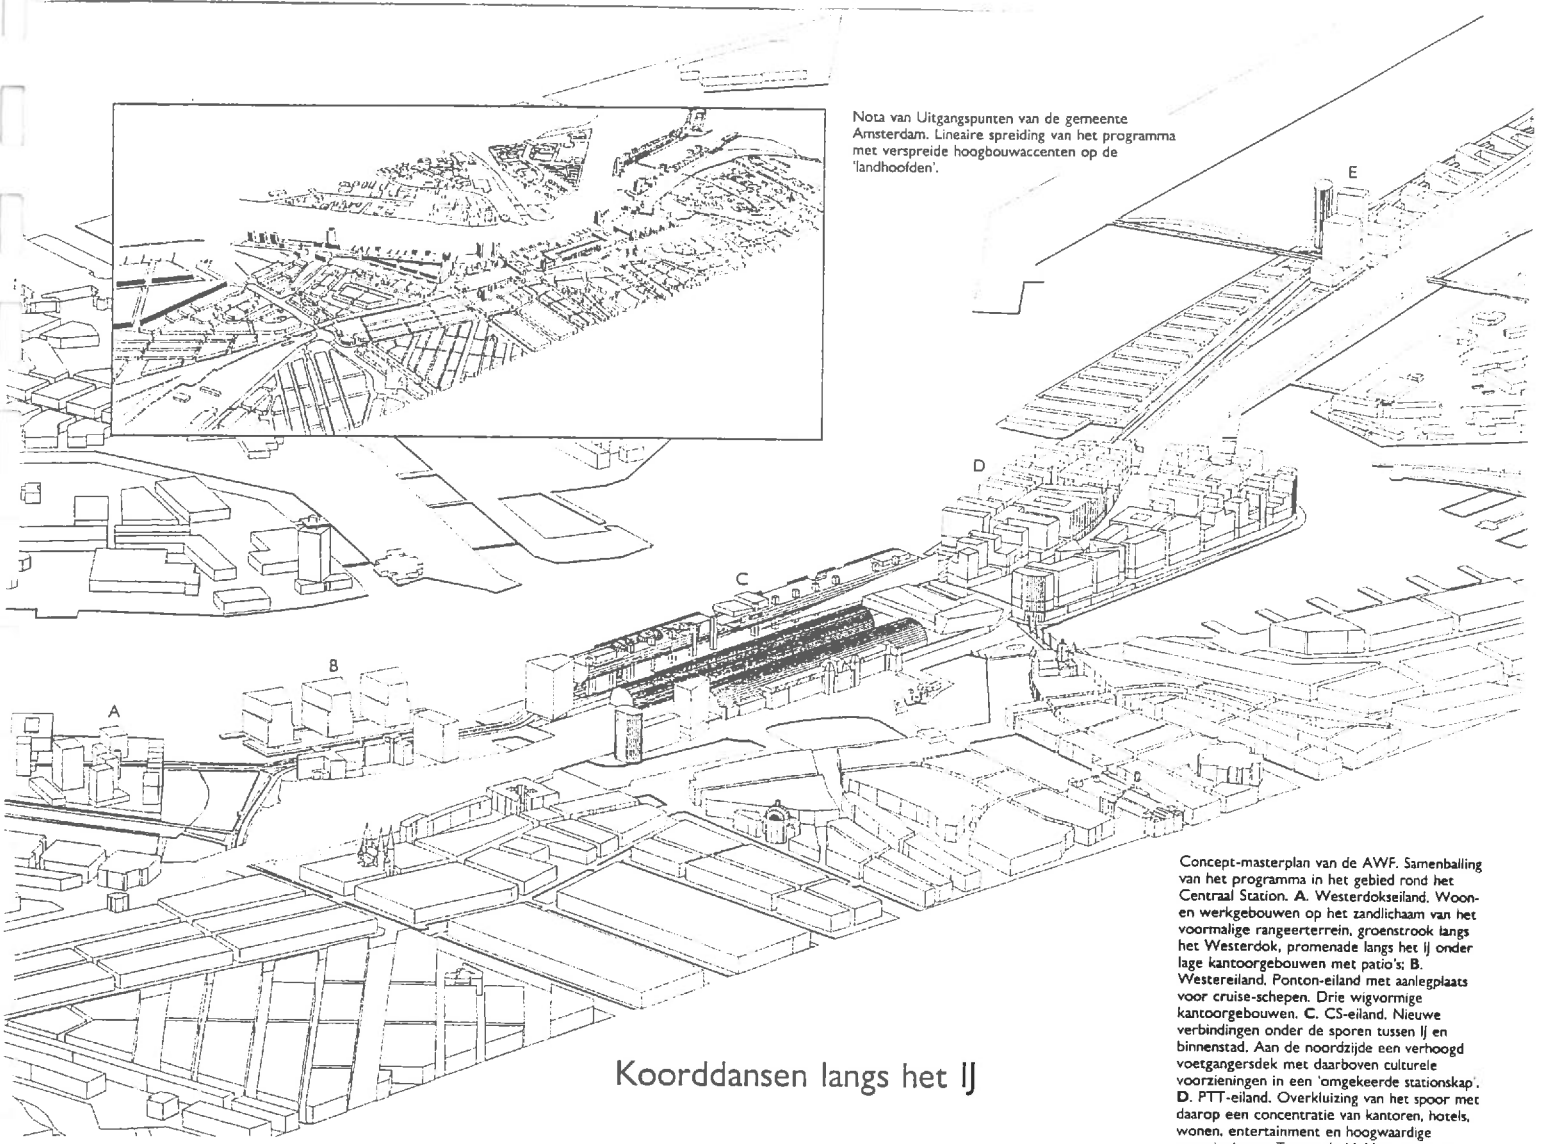 Nota van Uitgangspunten van de gemeente
Amsterdam. Lineaire spreiding van het programma
met verspreide hoogbouwaccenten op de
'landhoofden'.
E
D
C
B
A
Concept-masterplan van de AWF. Samenballing
van het programma in het gebied rond het
Centraal Station. A. Westerdokseiland. Woon-
en werkgebouwen op het zandlichaam van het
voormalige rangeerterrein, groenstrook langs
het Westerdok, promenade langs het IJ onder
lage kantoorgebouwen met patio's; B.
Westereiland. Ponton-eiland met aanlegplaats
voor cruise-schepen. Drie wigvormige
kantoorgebouwen. C. CS-eiland. Nieuwe
verbindingen onder de sporen tussen IJ en
binnenstad. Aan de noordzijde een verhoogd
voetgangersdek met daarboven culturele
voorzieningen in een 'omgekeerde stationskap'.
D. PTT-eiland. Overkluizing van het spoor met
daarop een concentratie van kantoren, hotels,
wonen, entertainment en hoogwaardige
Koorddansen langs het IJ